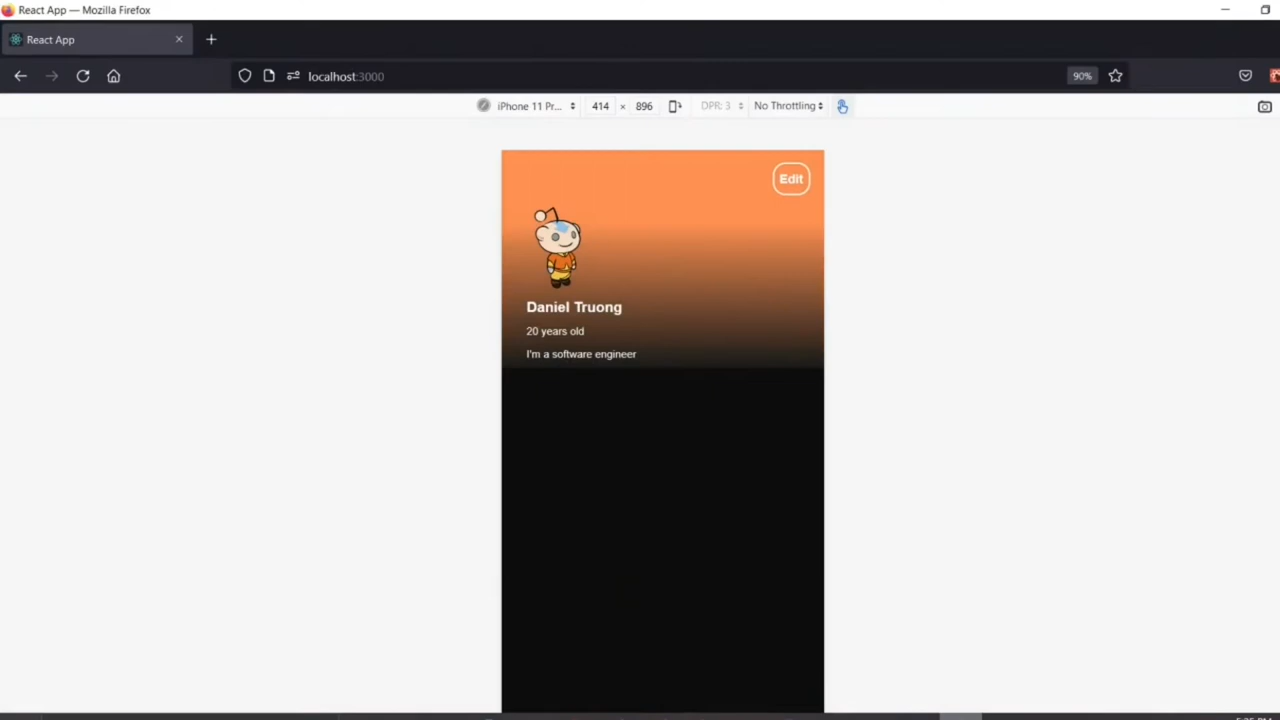 React App — Mozilla Firefox
React App
localhost:3000
90%
iPhone 11 Pr... 414 × 896 DPR: 3 No Throttling
Edit
Daniel Truong
20 years old
I'm a software engineer